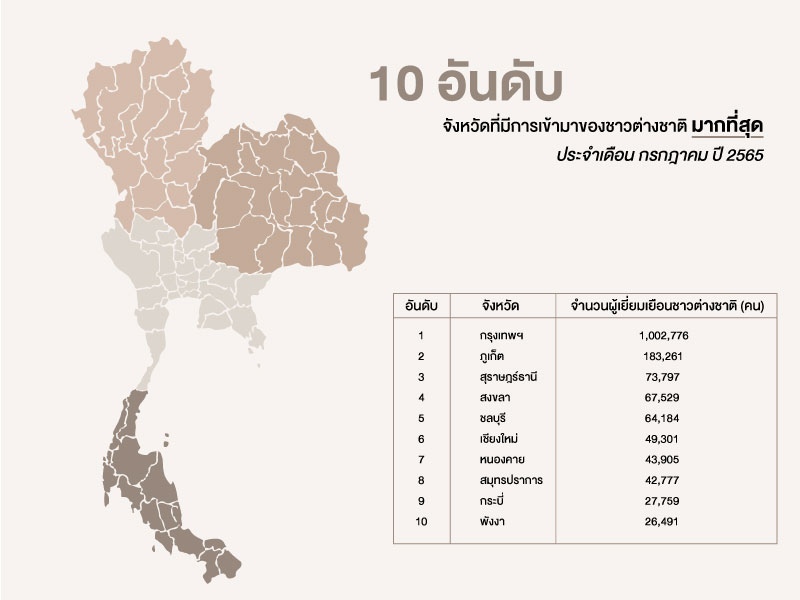 10 อันดับ
จังหวัดที่มีการเข้ามาของชาวต่างชาติ มากที่สุด
ประจำเดือน กรกฎาคม ปี 2565
อันดับ จังหวัด จำนวนผู้เยี่ยมเยือนชาวต่างชาติ (คน)
1 กรุงเทพฯ 1,002,776
2 ภูเก็ต 183,261
3 สุราษฎร์ธานี 73,797
4 สงขลา 67,529
5 ชลบุรี 64,184
6 เชียงใหม่ 49,301
7 หนองคาย 43,905
8 สมุทรปราการ 42,777
9 กระบี่ 27,759
10 พังงา 26,491